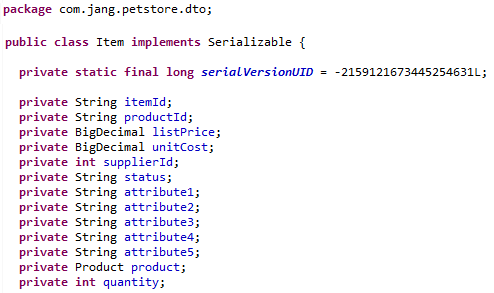 package com.jang.petstore.dto;
public class Item implements Serializable {
private static final long serialVersionUID = -2159121673445254631L;
private String itemId;
private String productId;
private BigDecimal listPrice;
private BigDecimal unitCost;
private int supplierId;
private String status;
private String attribute1;
private String attribute2;
private String attribute3;
private String attribute4;
private String attribute5;
private Product product;
private int quantity;